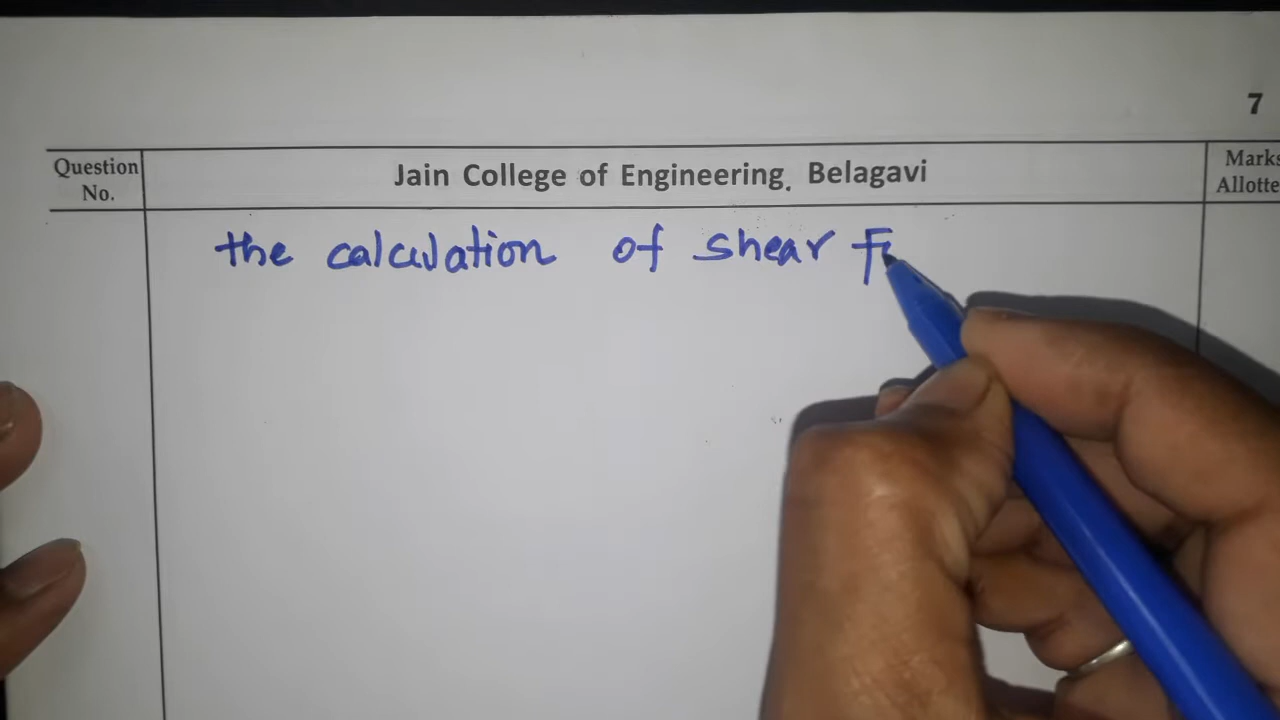 7
Question No.
Jain College of Engineering, Belagavi
Marks Allotte
the calculation of shear F